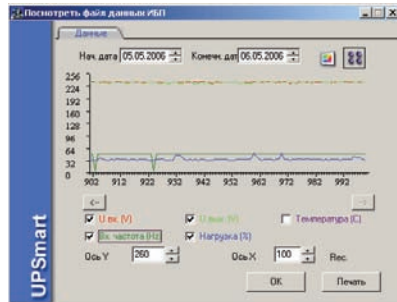 Посмотреть файл данных ИБП
Данные
Нач. дата 05.05.2006 Конечн. дат 06.05.2006
256
224
192
160
128
96
64
32
0
902 912 922 932 942 952 962 972 982 992
<-- -->
U вх. (V) U вых. (V) Температура (C)
Вх. частота (Hz) Нагрузка (%)
Ось Y 260 Ось X 100 Rec.
OK Печать
UPSmart